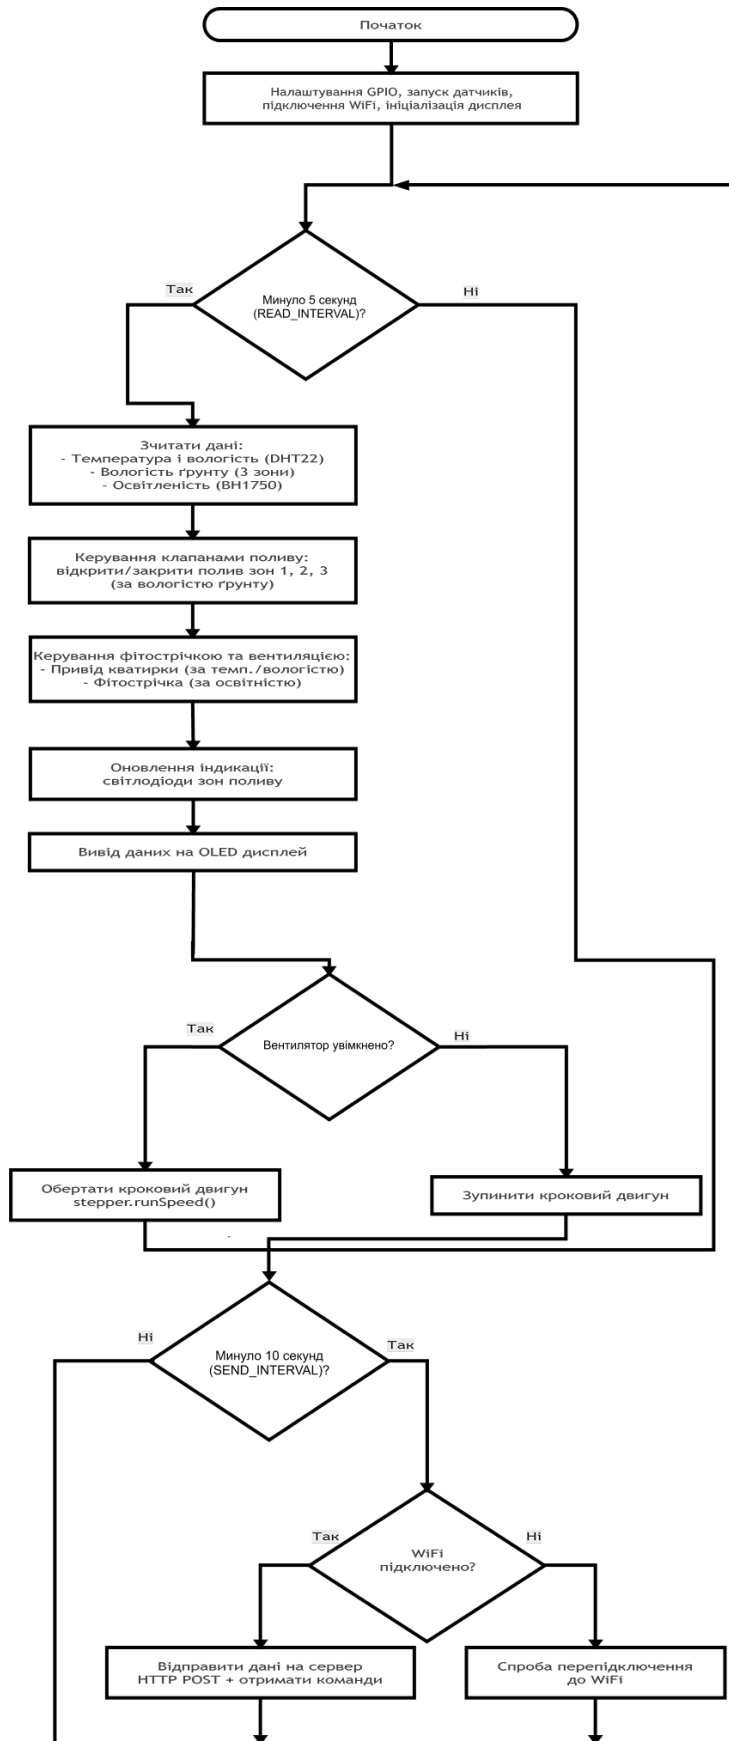 Початок
Налаштування GPIO, запуск датчиків,
підключення WiFi, ініціалізація дисплея
Минуло 5 секунд
(READ_INTERVAL)?
Так
Ні
Зчитати дані:
- Температура і вологість (DHT22)
- Вологість ґрунту (3 зони)
- Освітленість (BH1750)
Керування клапанами поливу:
відкрити/закрити полив зон 1, 2, 3
(за вологістю ґрунту)
Керування фітострічкою та вентиляцією:
- Привід кватирки (за темп./вологістю)
- Фітострічка (за освітністю)
Оновлення індикації:
світлодіоди зон поливу
Вивід даних на OLED дисплей
Так
Ні
Вентилятор увімкнено?
Обертати кроковий двигун
stepper.runSpeed()
Зупинити кроковий двигун
Ні
Так
Минуло 10 секунд
(SEND_INTERVAL)?
Так
Ні
WiFi
підключено?
Відправити дані на сервер
HTTP POST + отримати команди
Спроба перепідключення
до WiFi